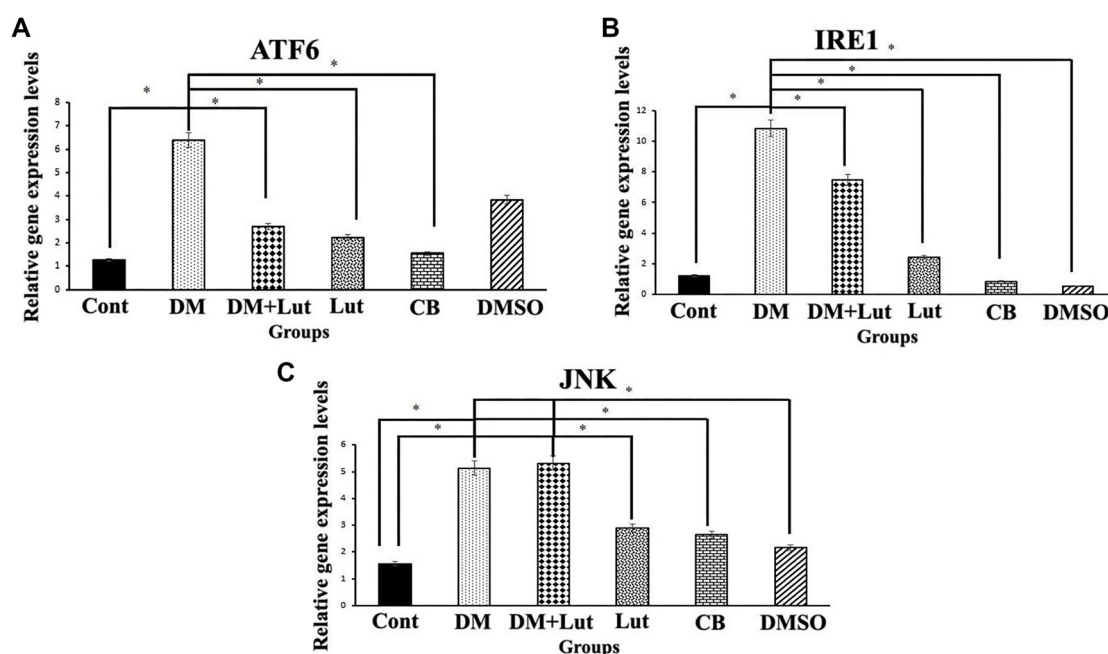 A
ATF6
*
*
*
*
Relative gene expression levels
8
7
6
5
4
3
2
1
0
Cont DM DM+Lut Lut CB DMSO
Groups
B
IRE1
*
*
*
*
*
Relative gene expression levels
12
10
8
6
4
2
0
Cont DM DM+Lut Lut CB DMSO
Groups
C
JNK
*
*
*
*
*
Relative gene expression levels
6
5
4
3
2
1
0
Cont DM DM+Lut Lut CB DMSO
Groups